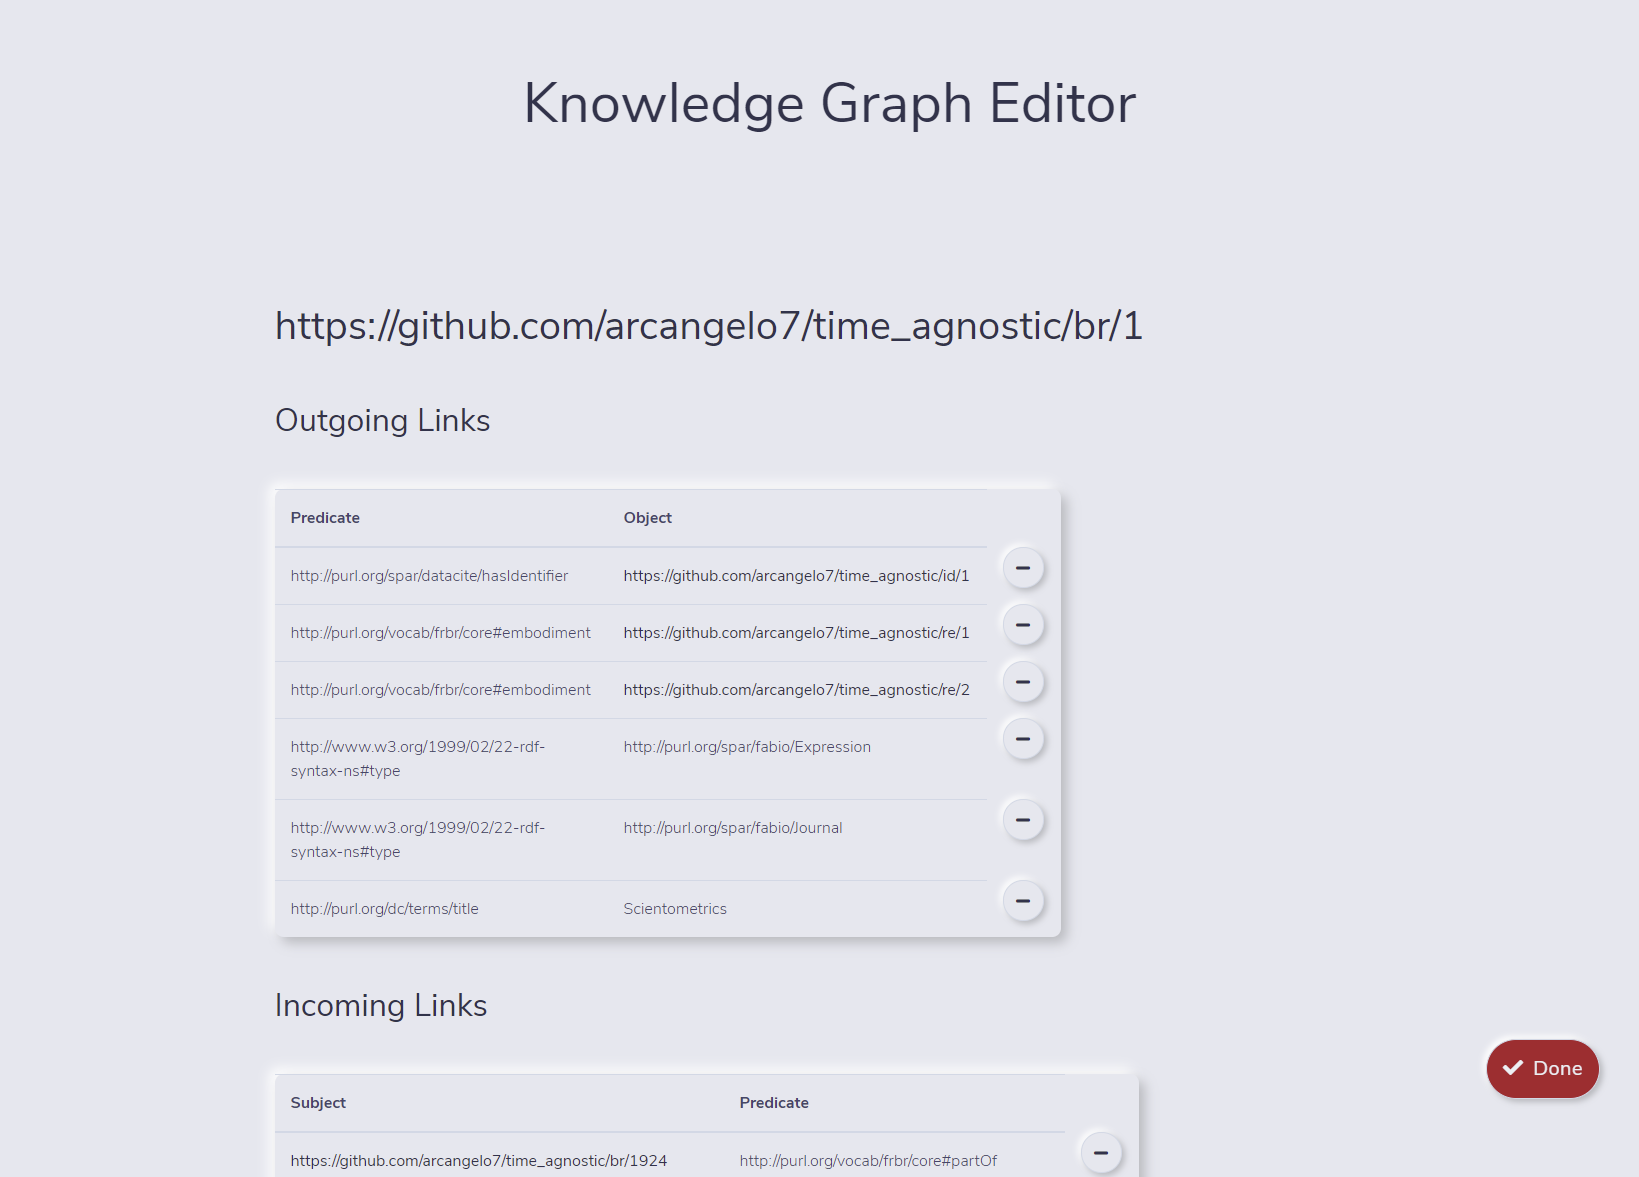 Knowledge Graph Editor
https://github.com/arcangelo7/time_agnostic/br/1
Outgoing Links
Predicate Object
http://purl.org/spar/datacite/hasIdentifier https://github.com/arcangelo7/time_agnostic/id/1
http://purl.org/vocab/frbr/core#embodiment https://github.com/arcangelo7/time_agnostic/re/1
http://purl.org/vocab/frbr/core#embodiment https://github.com/arcangelo7/time_agnostic/re/2
http://www.w3.org/1999/02/22-rdf- http://purl.org/spar/fabio/Expression
syntax-ns#type
http://www.w3.org/1999/02/22-rdf- http://purl.org/spar/fabio/Journal
syntax-ns#type
http://purl.org/dc/terms/title Scientometrics
Incoming Links
Done
Subject Predicate
https://github.com/arcangelo7/time_agnostic/br/1924 http://purl.org/vocab/frbr/core#partOf